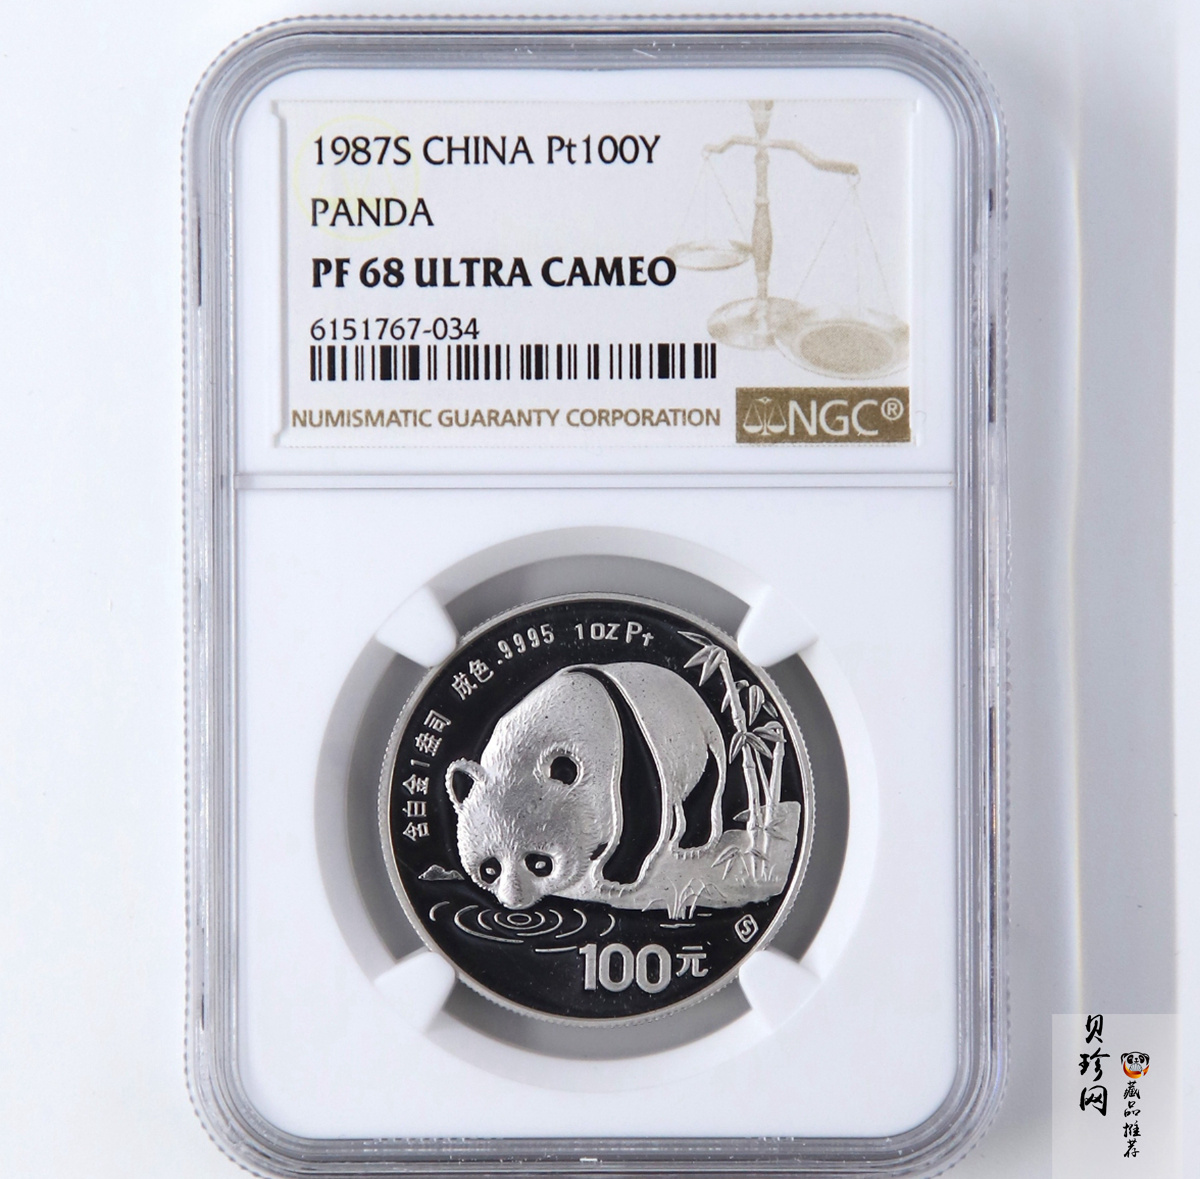 1987S CHINA Pt100Y
PANDA
PF 68 ULTRA CAMEO
6151767-034
NUMISMATIC GUARANTY CORPORATION
NGC®
含白金1盎司 成色.9995 1OZ Pt
S
100元
贝珍网
藏品推荐